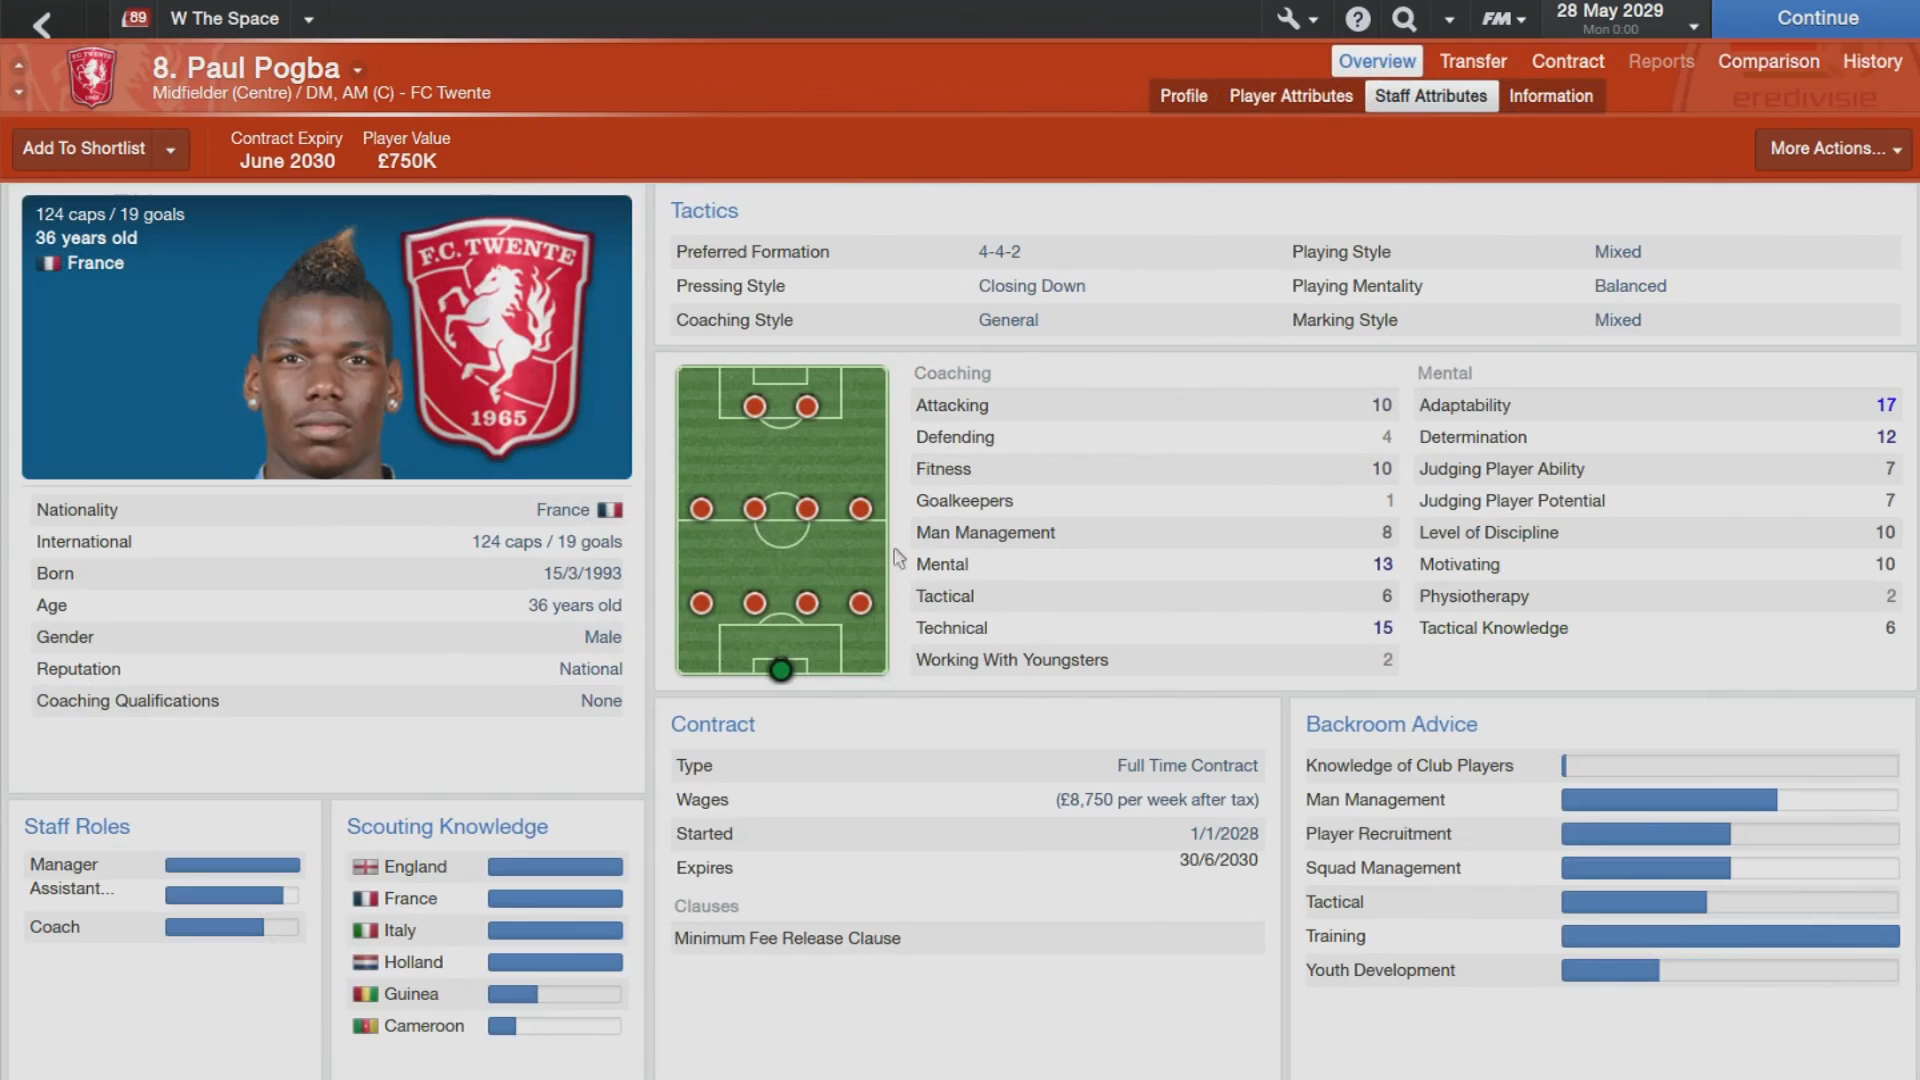 89 W The Space
FM
28 May 2029
Mon 0:00
Continue
8. Paul Pogba
Midfielder (Centre) / DM, AM (C) - FC Twente
Overview Transfer Contract Reports Comparison History
Profile Player Attributes Staff Attributes Information
eredivisie
Add To Shortlist
Contract Expiry
June 2030
Player Value
£750K
More Actions...
124 caps / 19 goals
36 years old
France
F.C. TWENTE
1965
Nationality France
International 124 caps / 19 goals
Born 15/3/1993
Age 36 years old
Gender Male
Reputation National
Coaching Qualifications None
Staff Roles
Manager
Assistant...
Coach
Scouting Knowledge
England
France
Italy
Holland
Guinea
Cameroon
Tactics
Preferred Formation 4-4-2 Playing Style Mixed
Pressing Style Closing Down Playing Mentality Balanced
Coaching Style General Marking Style Mixed
Coaching
Attacking 10
Defending 4
Fitness 10
Goalkeepers 1
Man Management 8
Mental 13
Tactical 6
Technical 15
Working With Youngsters 2
Mental
Adaptability 17
Determination 12
Judging Player Ability 7
Judging Player Potential 7
Level of Discipline 10
Motivating 10
Physiotherapy 2
Tactical Knowledge 6
Contract
Type Full Time Contract
Wages (£8,750 per week after tax)
Started 1/1/2028
Expires 30/6/2030
Clauses
Minimum Fee Release Clause
Backroom Advice
Knowledge of Club Players
Man Management
Player Recruitment
Squad Management
Tactical
Training
Youth Development